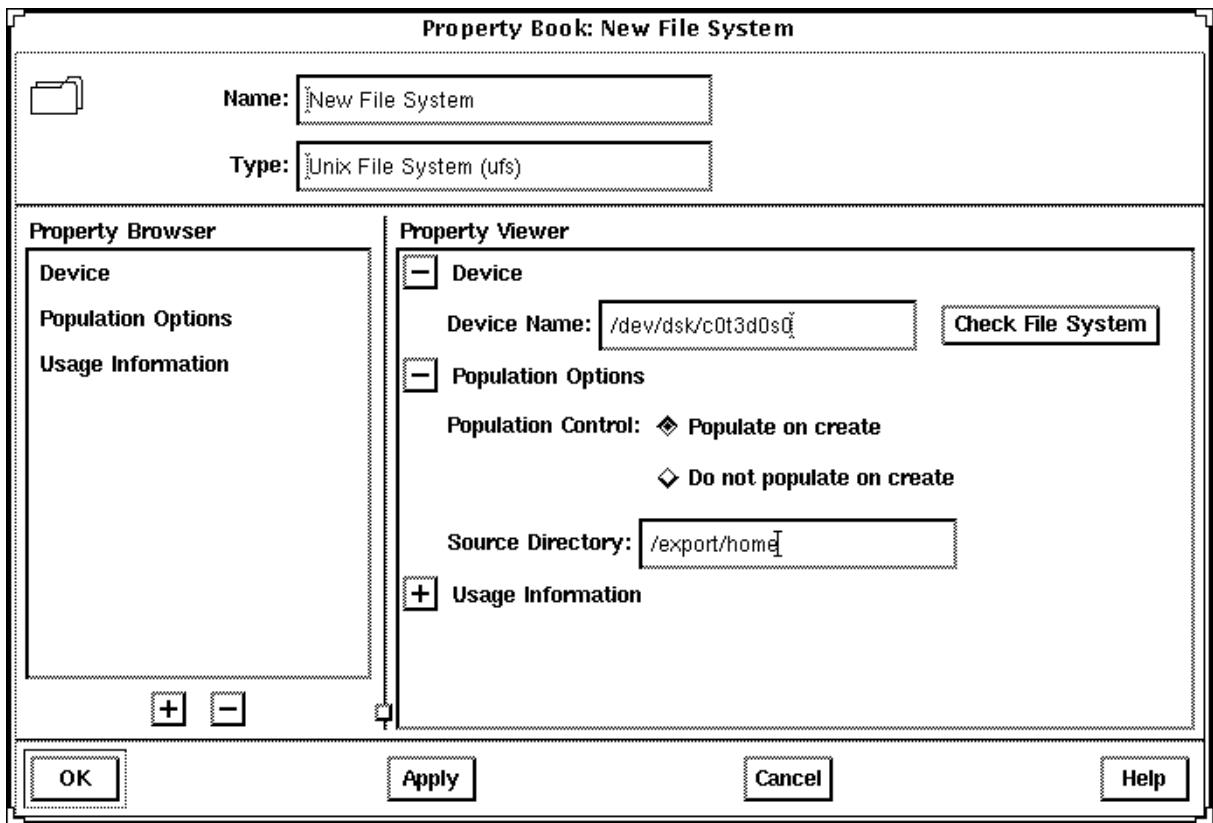 Property Book: New File System
Name: New File System
Type: Unix File System (ufs)
Property Browser
Device
Population Options
Usage Information
+ −
Property Viewer
− Device
Device Name: /dev/dsk/c0t3d0s0 Check File System
− Population Options
Population Control: Populate on create
Do not populate on create
Source Directory: /export/home
+ Usage Information
OK Apply Cancel Help